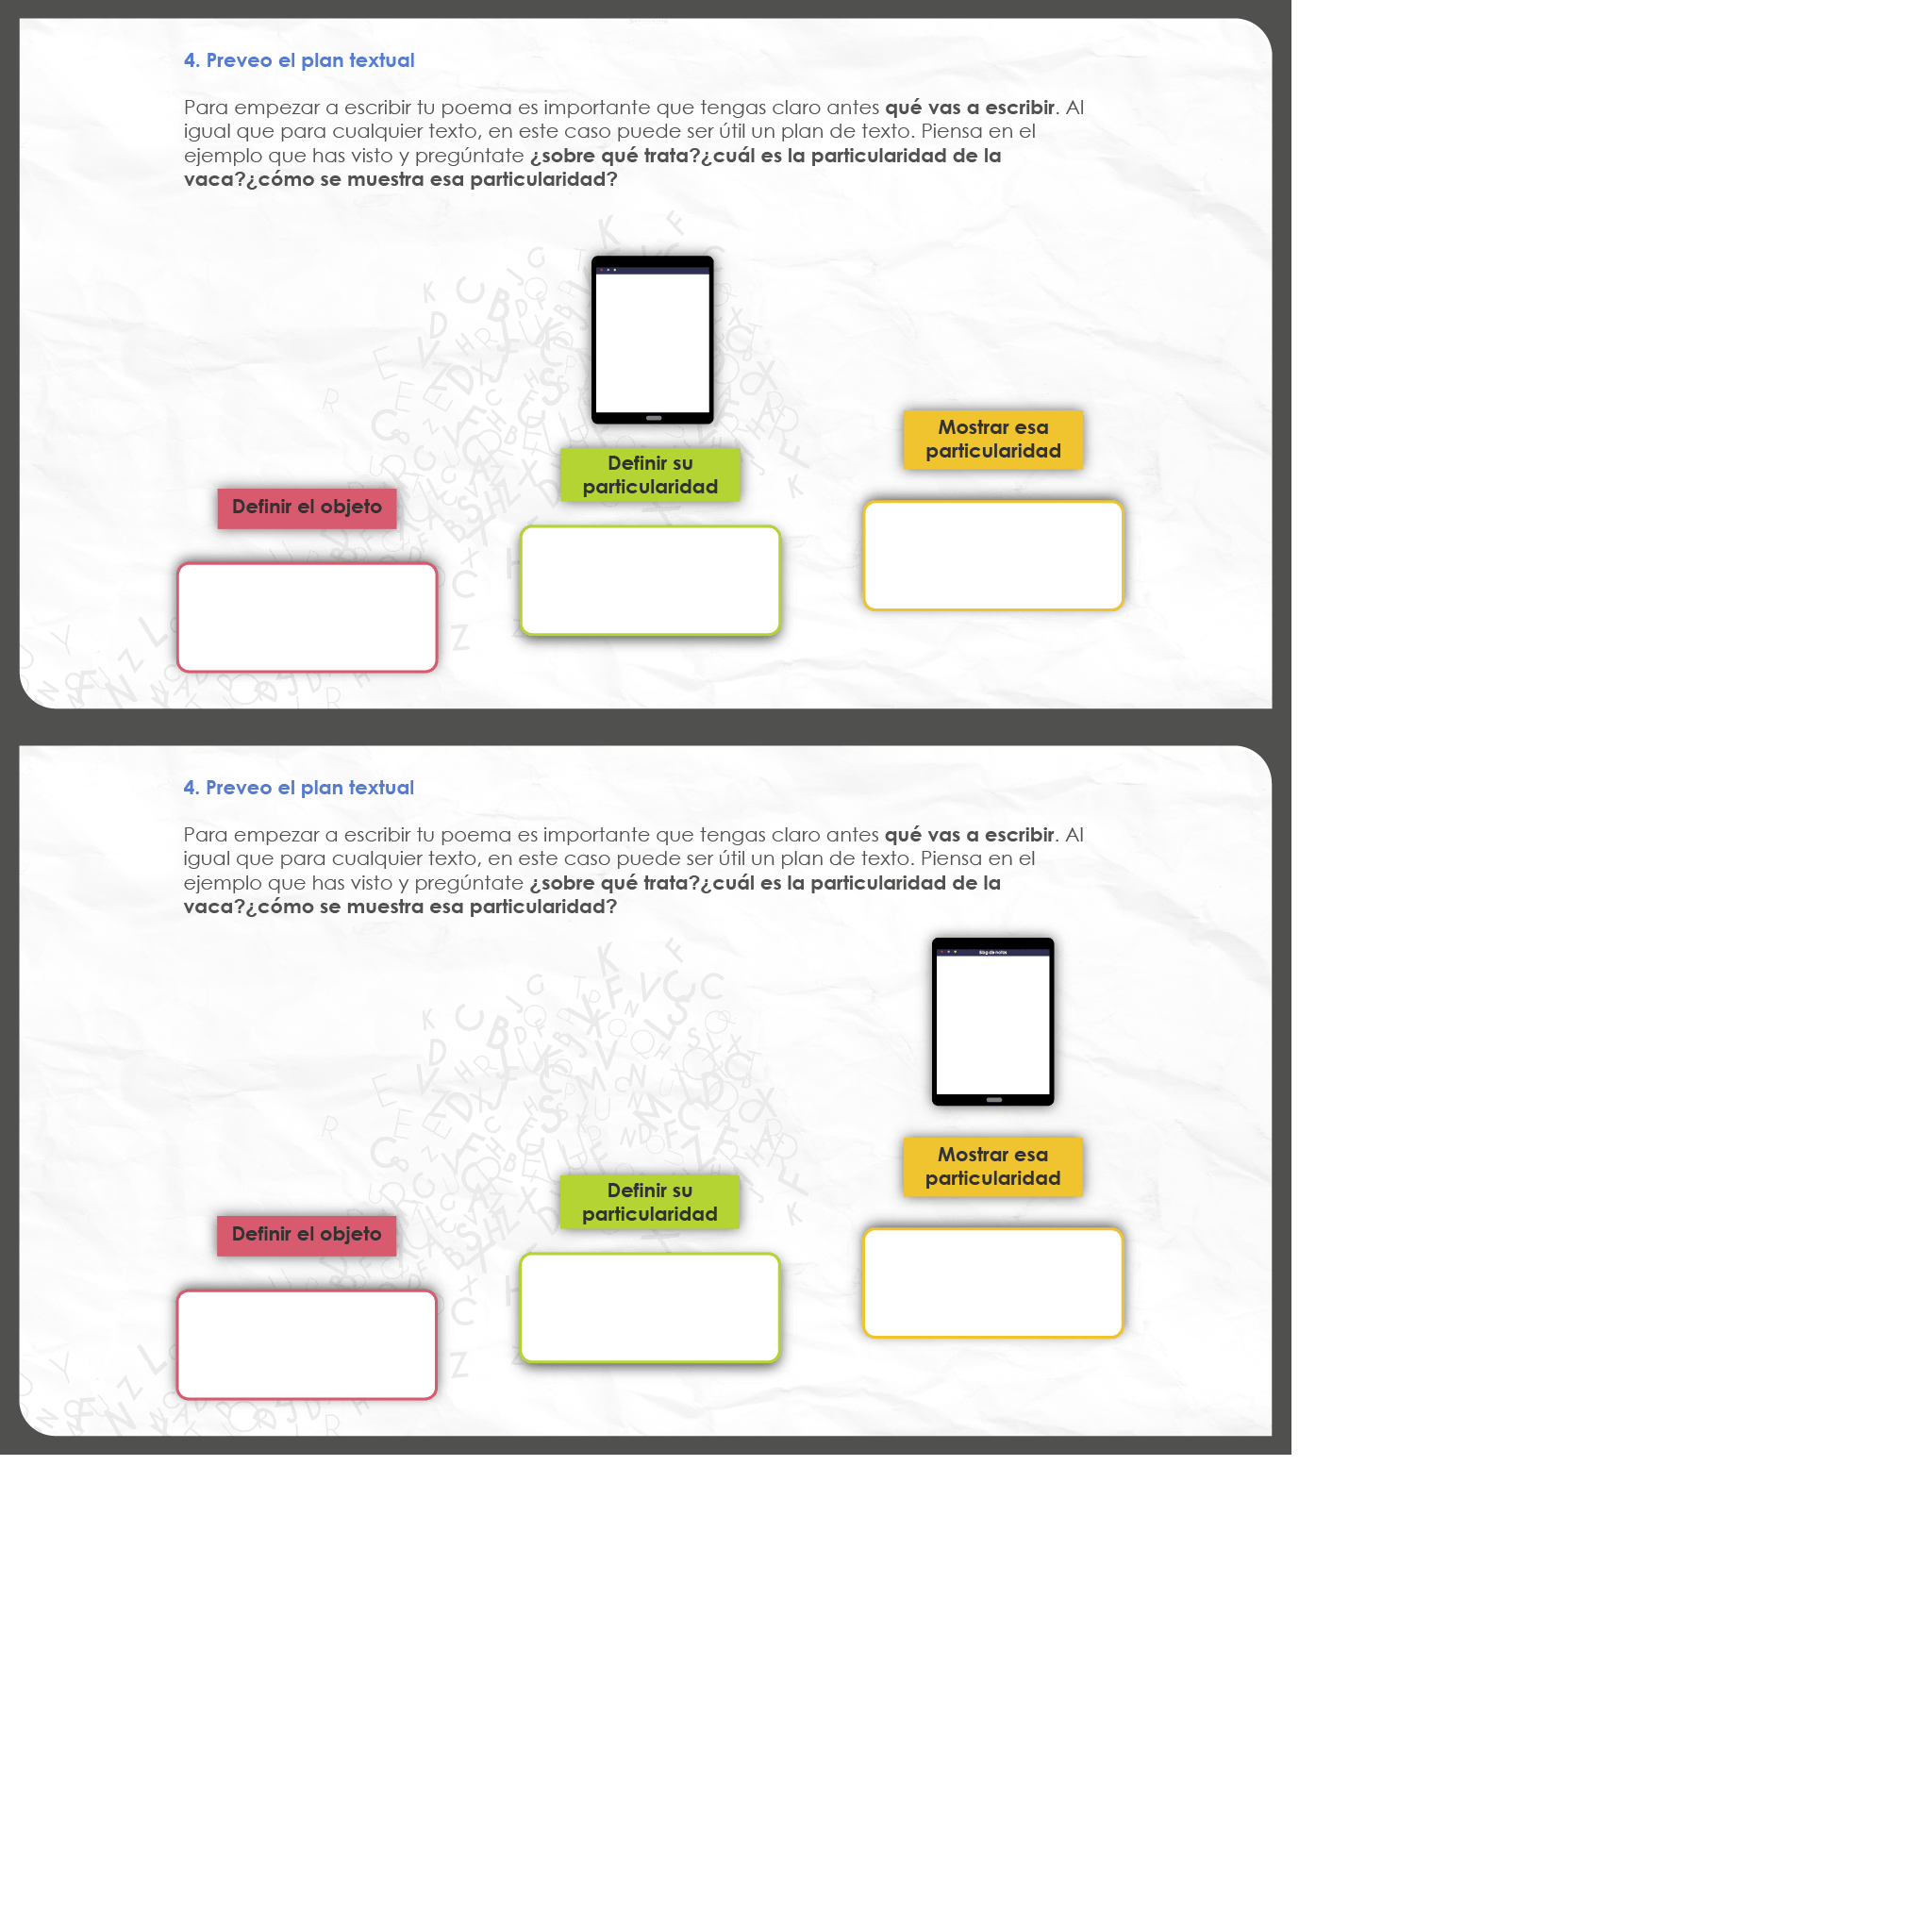 4. Preveo el plan textual
Para empezar a escribir tu poema es importante que tengas claro antes qué vas a escribir. Al
igual que para cualquier texto, en este caso puede ser útil un plan de texto. Piensa en el
ejemplo que has visto y pregúntate ¿sobre qué trata?¿cuál es la particularidad de la
vaca?¿cómo se muestra esa particularidad?
Definir el objeto
Definir su
particularidad
Mostrar esa
particularidad
4. Preveo el plan textual
Para empezar a escribir tu poema es importante que tengas claro antes qué vas a escribir. Al
igual que para cualquier texto, en este caso puede ser útil un plan de texto. Piensa en el
ejemplo que has visto y pregúntate ¿sobre qué trata?¿cuál es la particularidad de la
vaca?¿cómo se muestra esa particularidad?
Definir el objeto
Definir su
particularidad
Mostrar esa
particularidad